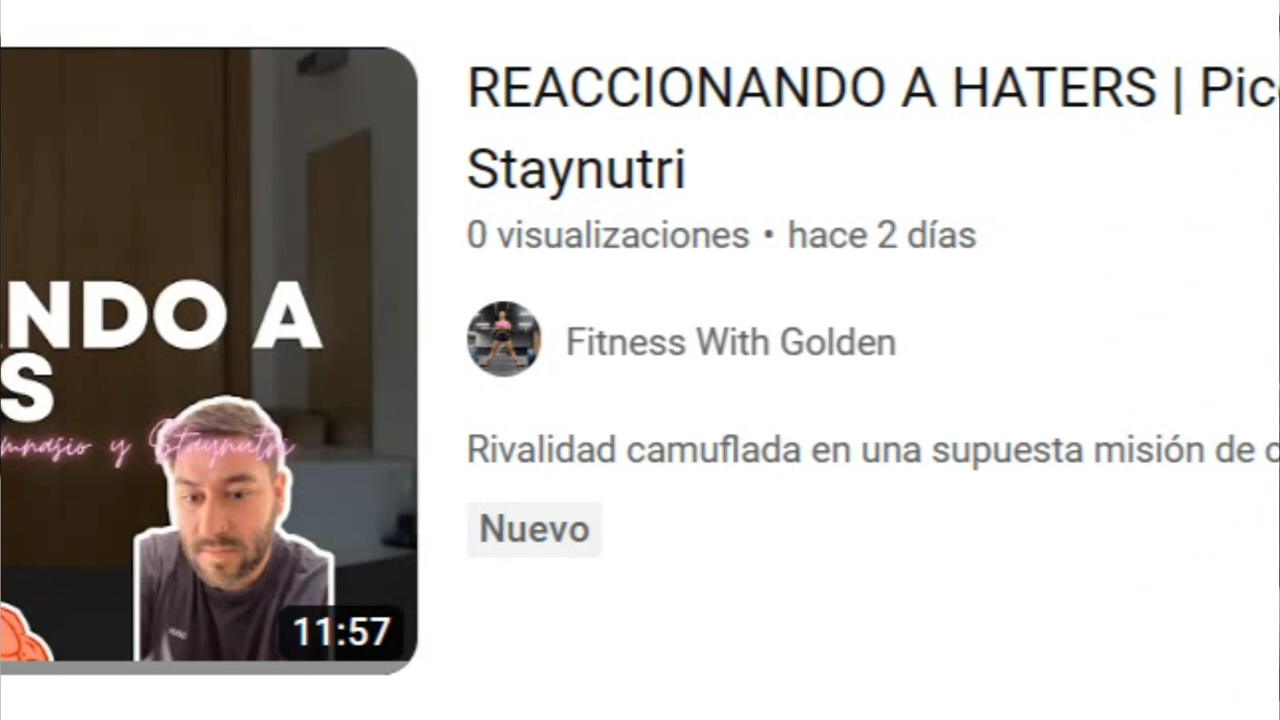 REACCIONANDO A HATERS |
Staynutri
0 visualizaciones • hace 2 días
Fitness With Golden
Rivalidad camuflada en una supuesta misión de
Nuevo
NDO A
S
y Staynutri
11:57